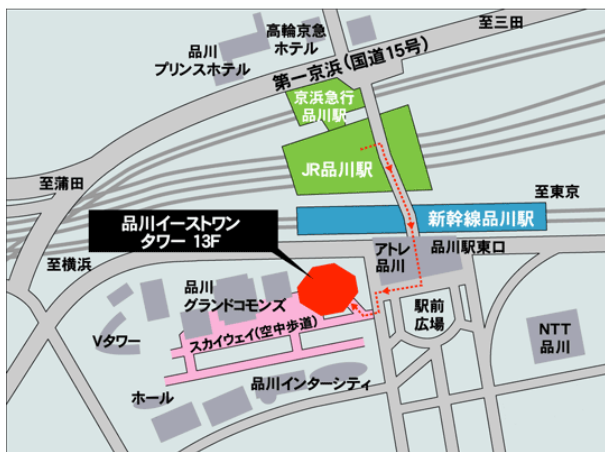 至三田
高輪京急
ホテル
品川
プリンスホテル
第一京浜(国道15号)
京浜急行
品川駅
JR品川駅
至蒲田
至東京
新幹線品川駅
品川イーストワン
タワー 13F
至横浜
アトレ
品川
品川駅東口
品川
グランドコモンズ
駅前
広場
スカイウェイ(空中歩道)
Vタワー
NTT
品川
ホール
品川インターシティ